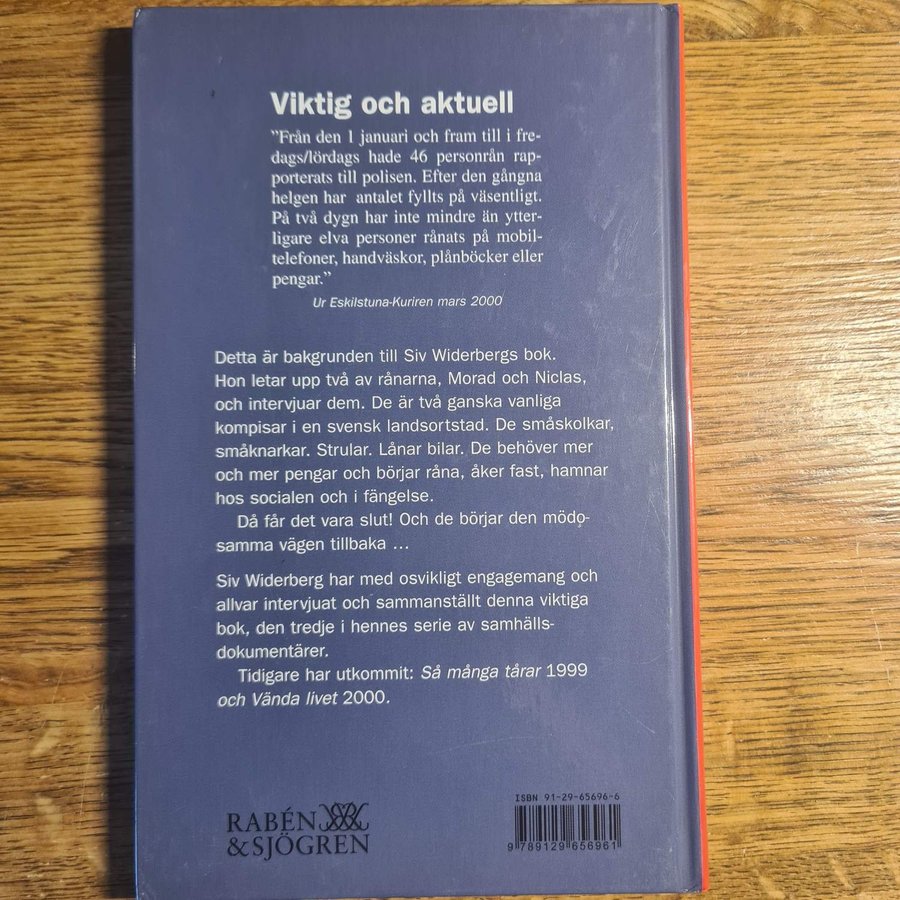 Viktig och aktuell
”Från den 1 januari och fram till i fre-
dags/lördags hade 46 personrån rap-
porterats till polisen. Efter den gångna
helgen har antalet fyllts på väsentligt.
På två dygn har inte mindre än ytter-
ligare elva personer rånats på mobil-
telefoner, handväskor, plånböcker eller
pengar.”
Ur Eskilstuna-Kuriren mars 2000
Detta är bakgrunden till Siv Widerbergs bok.
Hon letar upp två av rånarna, Morad och Niclas,
och intervjuar dem. De är två ganska vanliga
kompisar i en svensk landsortstad. De småskolkar,
småknarkar. Strular. Lånar bilar. De behöver mer
och mer pengar och börjar råna, åker fast, hamnar
hos socialen och i fängelse.
Då får det vara slut! Och de börjar den mödo-
samma vägen tillbaka ...
Siv Widerberg har med osvikligt engagemang och
allvar intervjuat och sammanställt denna viktiga
bok, den tredje i hennes serie av samhälls-
dokumentärer.
Tidigare har utkommit: Så många tårar 1999
och Vända livet 2000.
RABÉN
&SJÖGREN
ISBN 91-29-65696-6
9 789129 656961